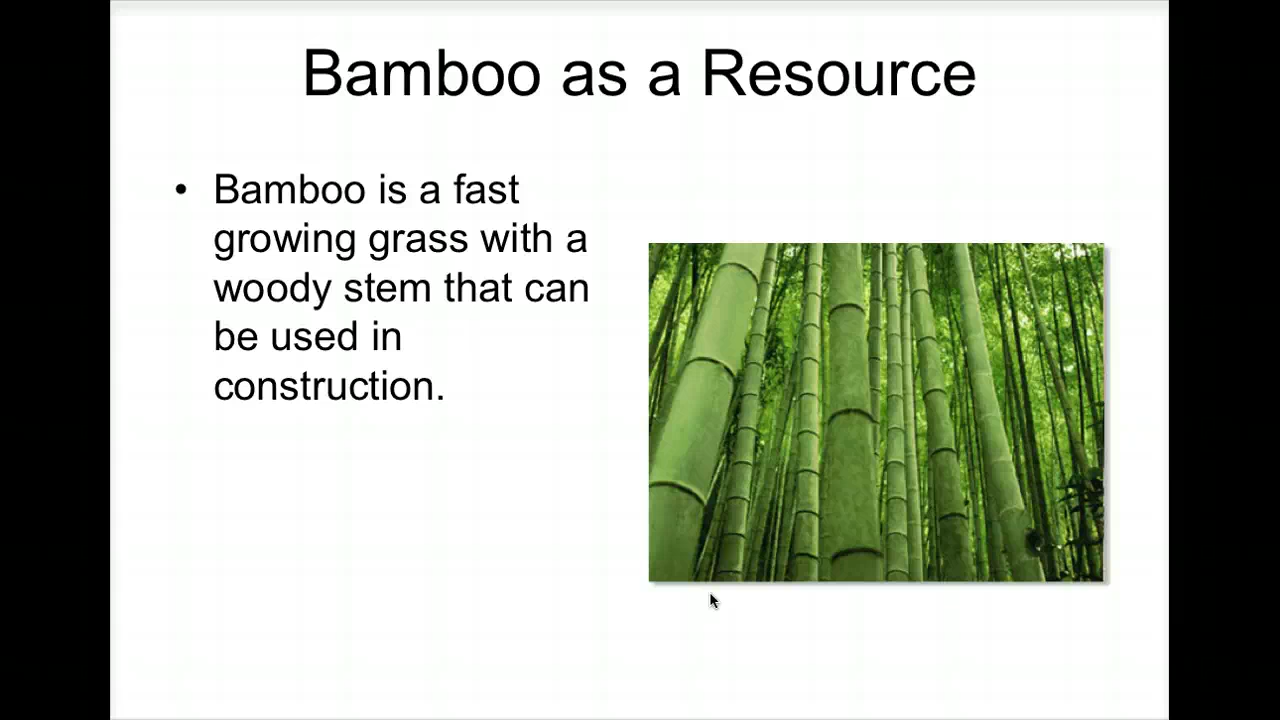 Bamboo as a Resource
• Bamboo is a fast
growing grass with a
woody stem that can
be used in
construction.